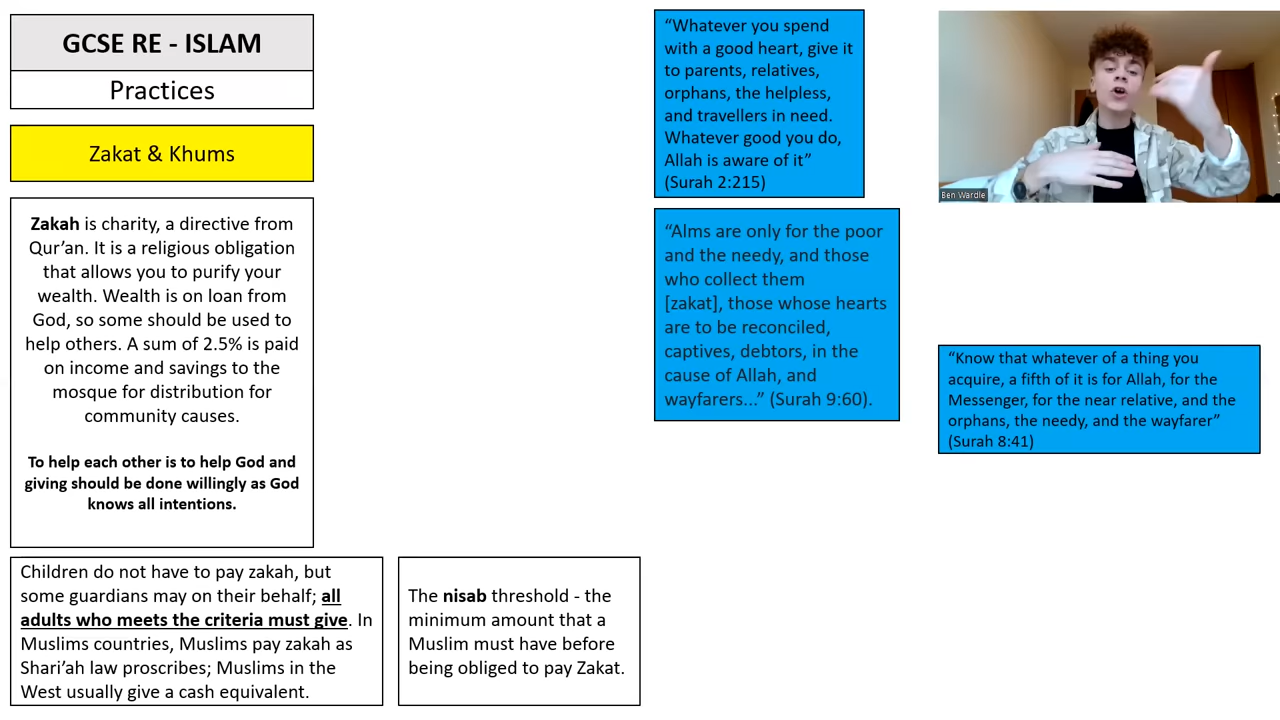 GCSE RE - ISLAM
Practices
Zakat & Khums
Zakah is charity, a directive from
Qur’an. It is a religious obligation
that allows you to purify your
wealth. Wealth is on loan from
God, so some should be used to
help others. A sum of 2.5% is paid
on income and savings to the
mosque for distribution for
community causes.
To help each other is to help God and
giving should be done willingly as God
knows all intentions.
Children do not have to pay zakah, but
some guardians may on their behalf; all
adults who meets the criteria must give. In
Muslims countries, Muslims pay zakah as
Shari’ah law proscribes; Muslims in the
West usually give a cash equivalent.
The nisab threshold - the
minimum amount that a
Muslim must have before
being obliged to pay Zakat.
“Whatever you spend
with a good heart, give it
to parents, relatives,
orphans, the helpless,
and travellers in need.
Whatever good you do,
Allah is aware of it”
(Surah 2:215)
“Alms are only for the poor
and the needy, and those
who collect them
[zakat], those whose hearts
are to be reconciled,
captives, debtors, in the
cause of Allah, and
wayfarers...” (Surah 9:60).
Ben Wardle
“Know that whatever of a thing you
acquire, a fifth of it is for Allah, for the
Messenger, for the near relative, and the
orphans, the needy, and the wayfarer”
(Surah 8:41)